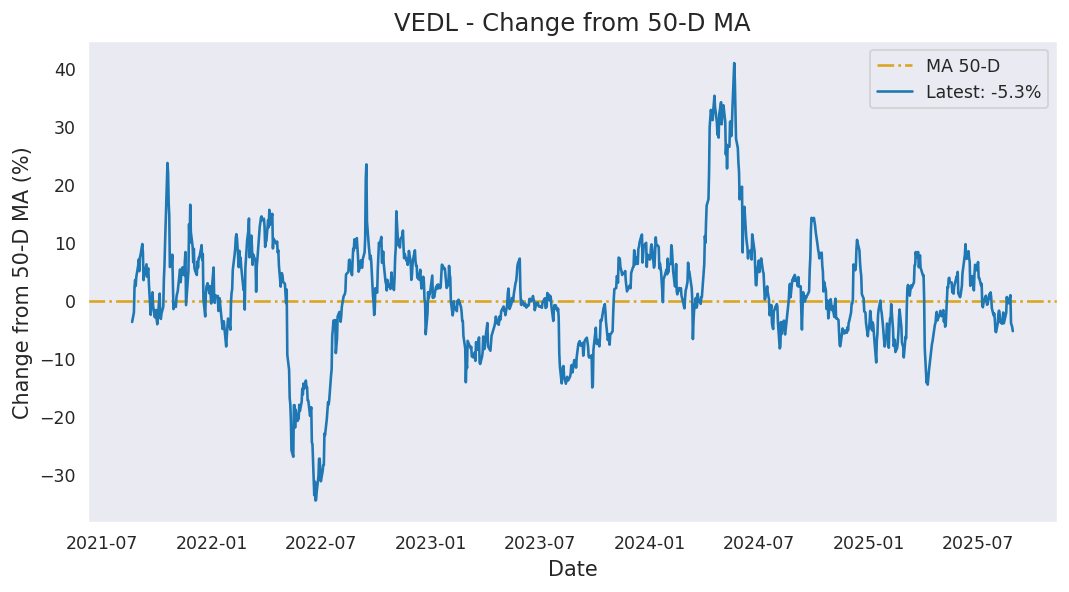 VEDL - Change from 50-D MA
MA 50-D
Latest: -5.3%
Change from 50-D MA (%)
40
30
20
10
0
−10
−20
−30
2021-07 2022-01 2022-07 2023-01 2023-07 2024-01 2024-07 2025-01 2025-07
Date